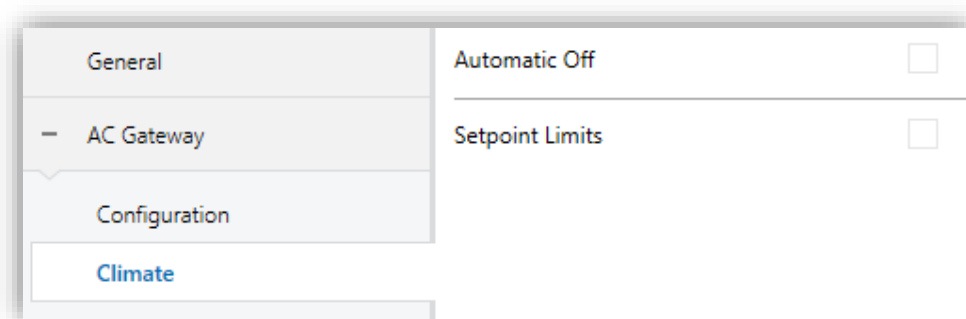 General
AC Gateway
Configuration
Climate
Automatic Off
Setpoint Limits